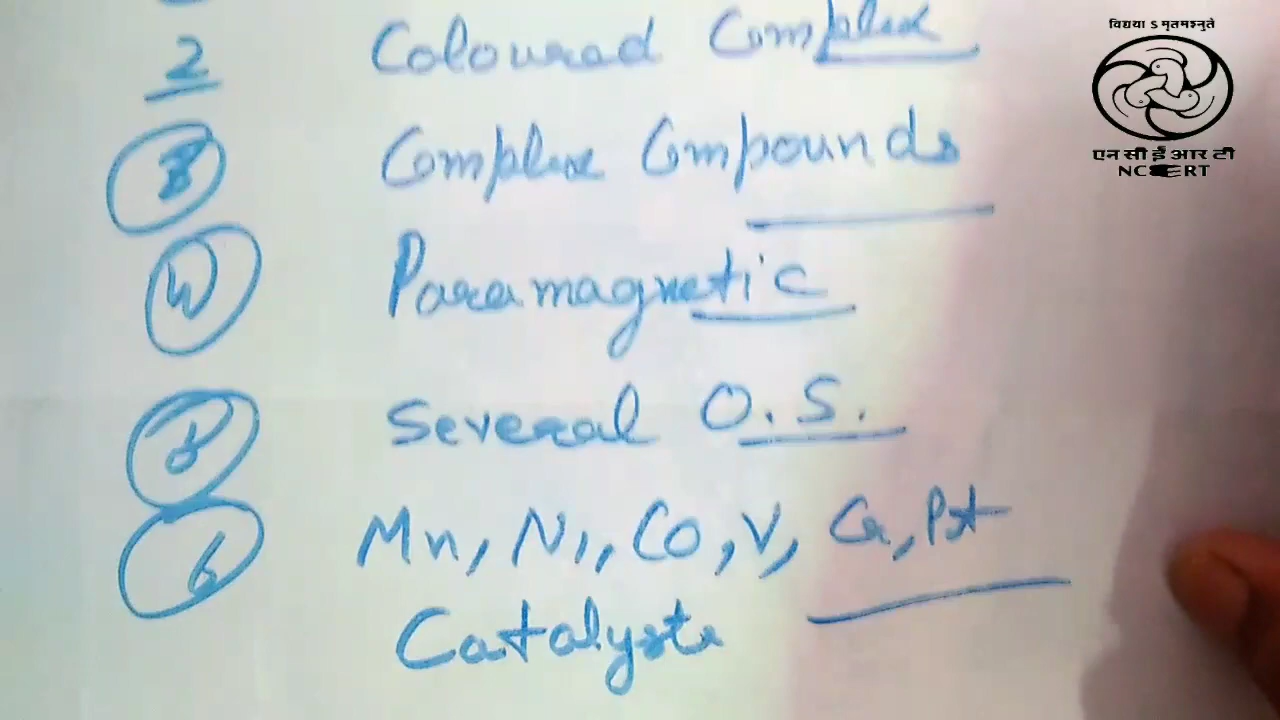 2 Coloured Complex
विद्यया S मृतमश्नुते
3 Complex Compounds
एन सी ई आर टी
NCERT
4 Paramagnetic
5 Several O.S.
6 Mn, Ni, Co, V, Cr, Pt
Catalysts